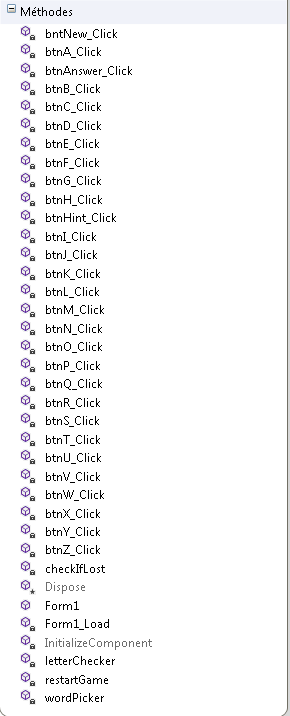 Méthodes
bntNew_Click
btnA_Click
btnAnswer_Click
btnB_Click
btnC_Click
btnD_Click
btnE_Click
btnF_Click
btnG_Click
btnH_Click
btnHint_Click
btnI_Click
btnJ_Click
btnK_Click
btnL_Click
btnM_Click
btnN_Click
btnO_Click
btnP_Click
btnQ_Click
btnR_Click
btnS_Click
btnT_Click
btnU_Click
btnV_Click
btnW_Click
btnX_Click
btnY_Click
btnZ_Click
checkIfLost
Dispose
Form1
Form1_Load
InitializeComponent
letterChecker
restartGame
wordPicker